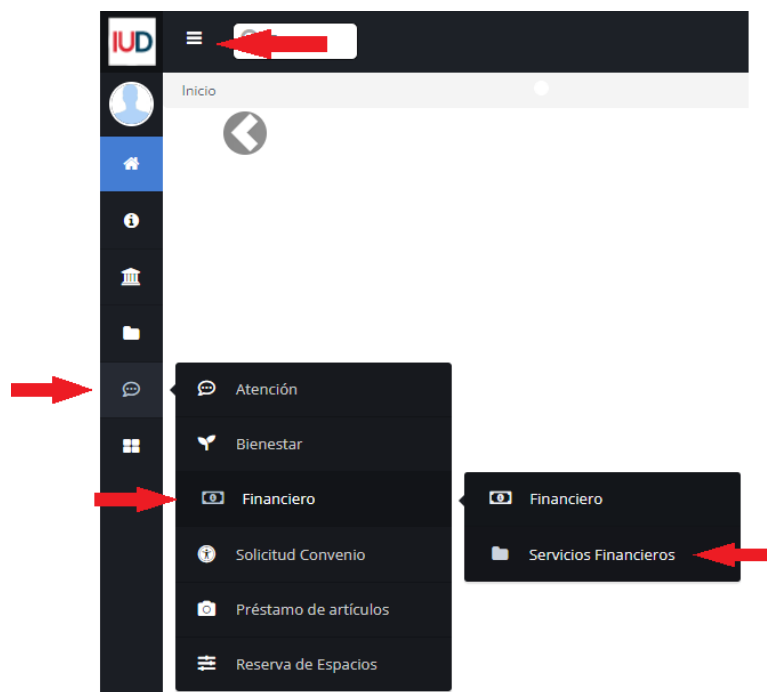 IUD
Inicio
Atención
Bienestar
Financiero
Financiero
Solicitud Convenio
Servicios Financieros
Préstamo de artículos
Reserva de Espacios